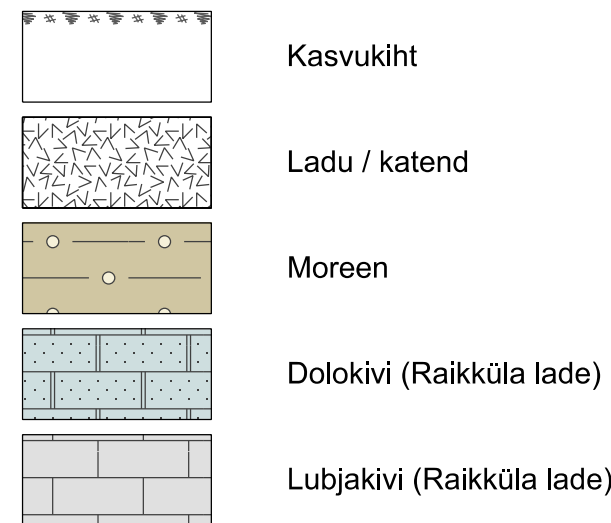 Kasvukiht
Ladu / katend
Moreen
Dolokivi (Raikküla lade)
Lubjakivi (Raikküla lade)